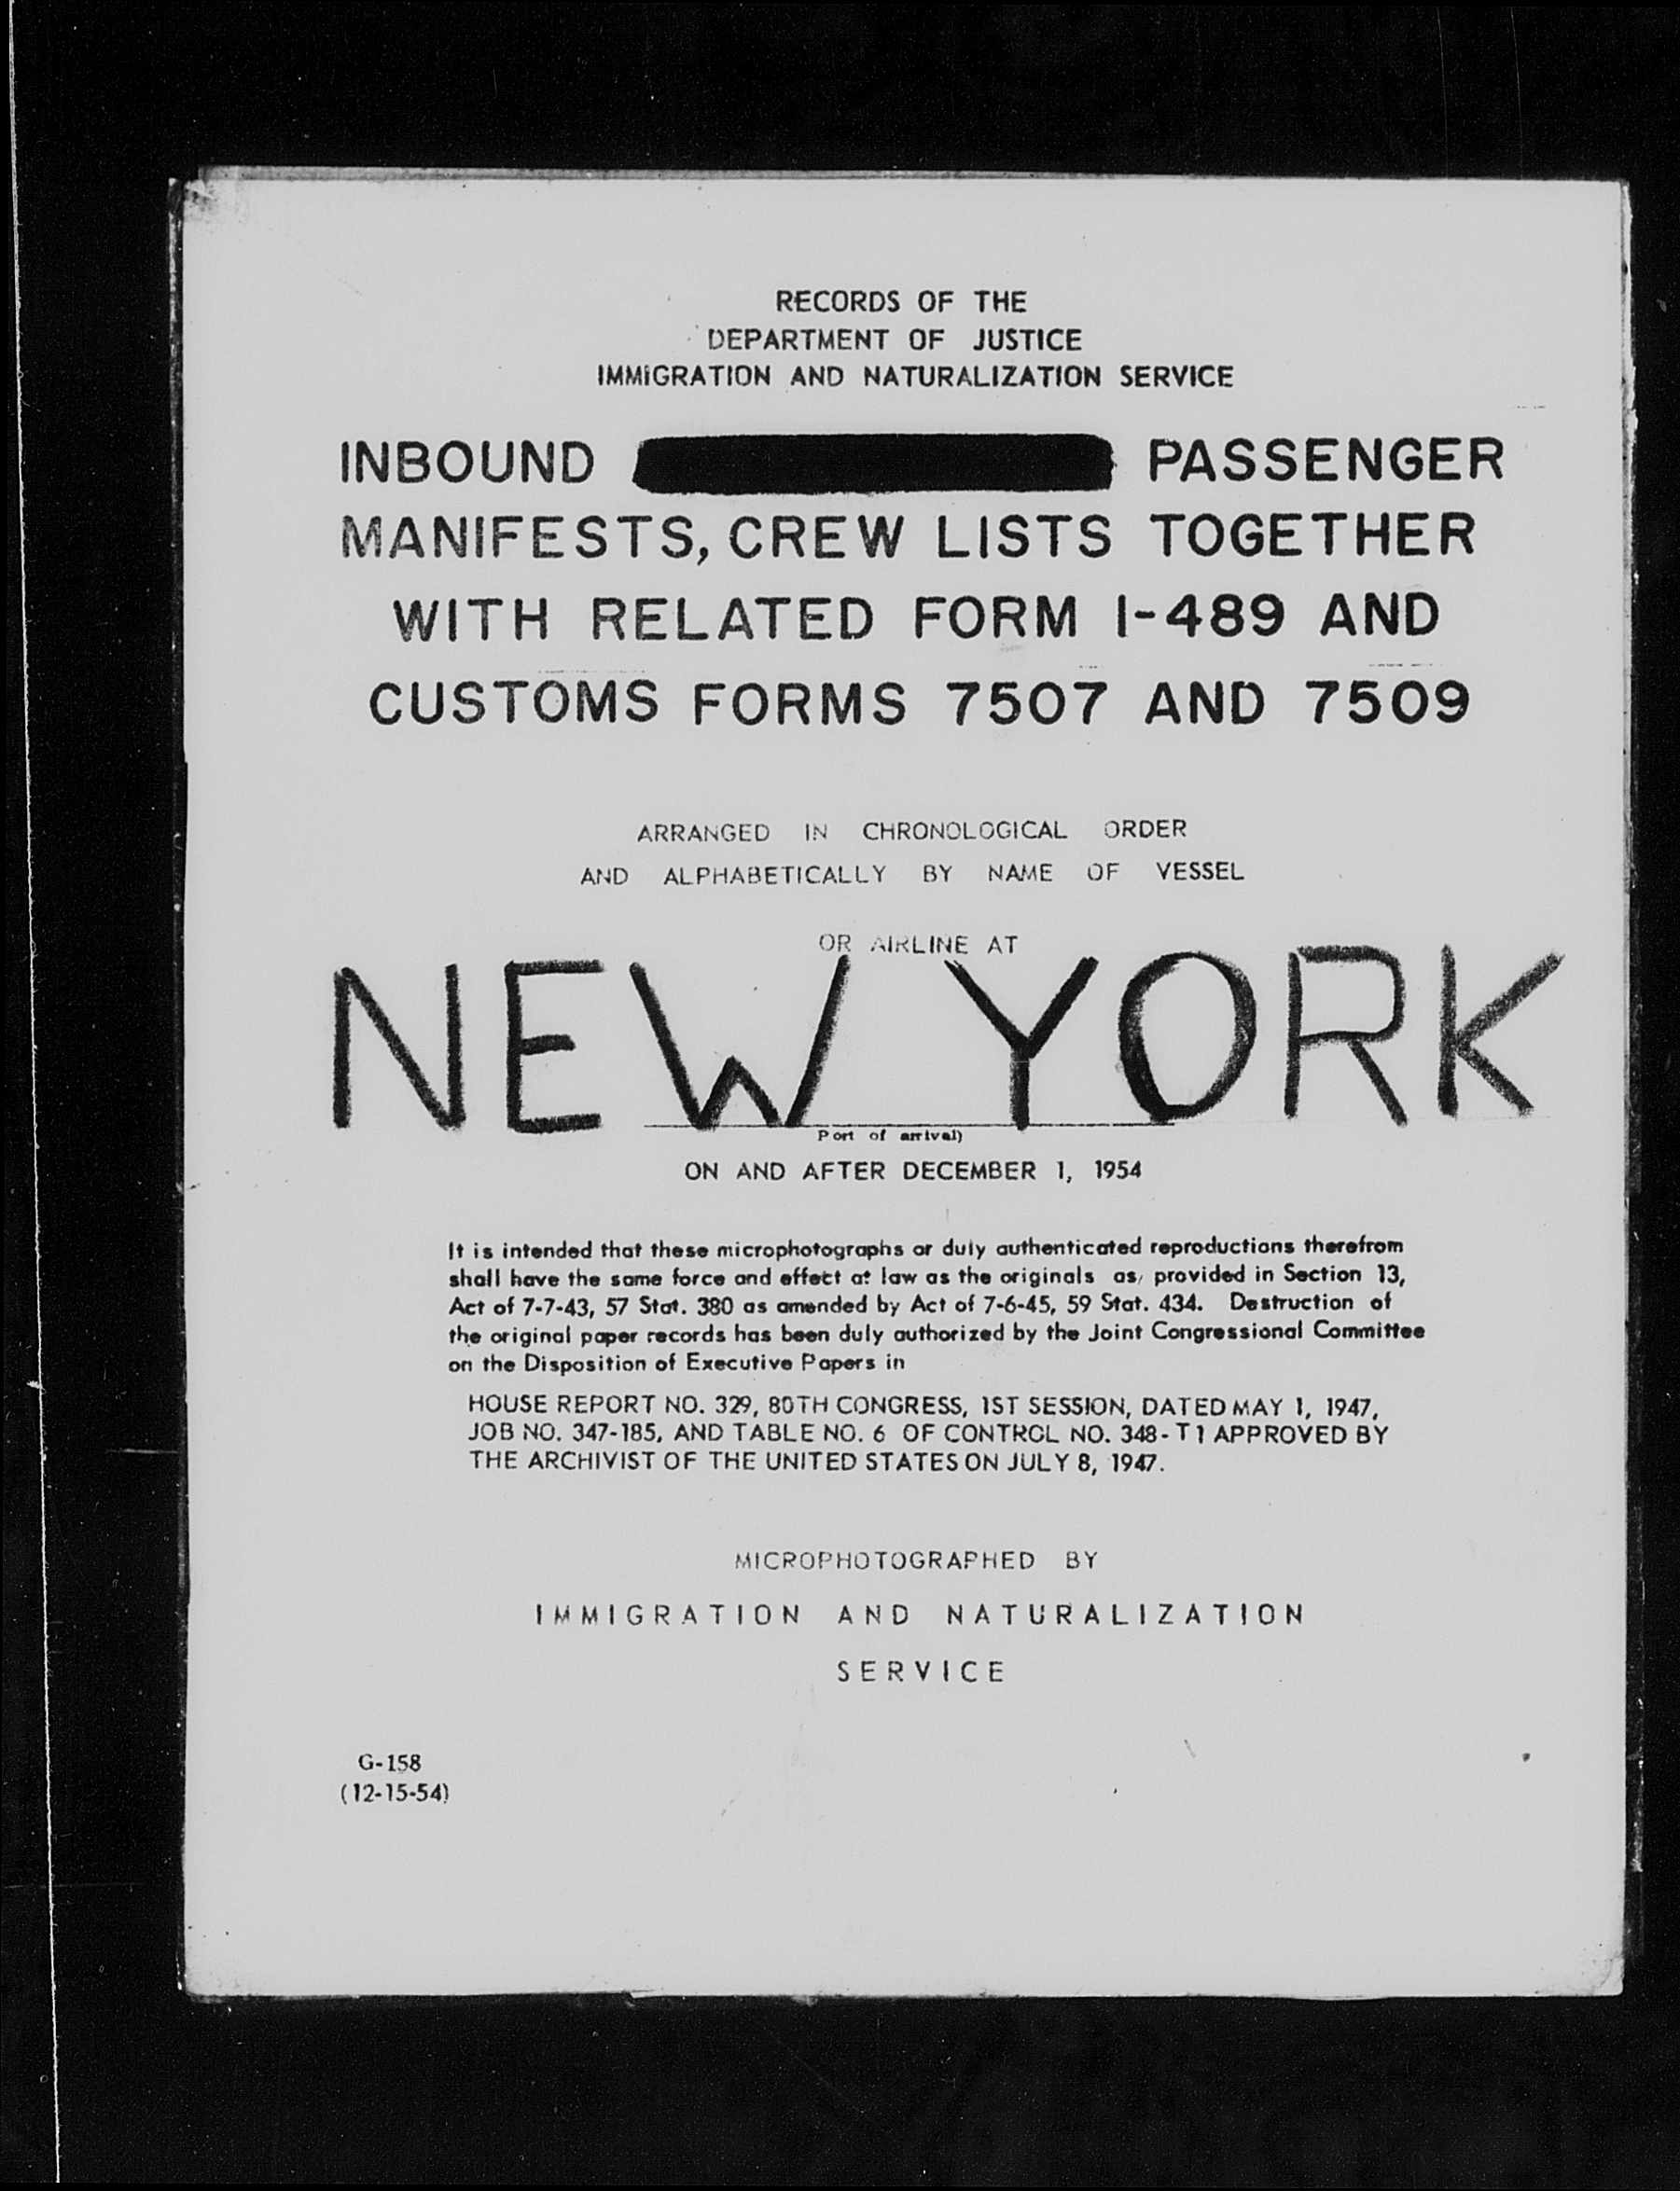 RECORDS OF THE
DEPARTMENT OF JUSTICE
IMMIGRATION AND NATURALIZATION SERVICE
INBOUND PASSENGER
MANIFESTS, CREW LISTS TOGETHER
WITH RELATED FORM I-489 AND
CUSTOMS FORMS 7507 AND 7509
ARRANGED IN CHRONOLOGICAL ORDER
AND ALPHABETICALLY BY NAME OF VESSEL
OR AIRLINE AT
NEW YORK
Port of arrival)
ON AND AFTER DECEMBER 1, 1954
It is intended that these microphotographs or duly authenticated reproductions therefrom
shall have the same force and effect at law as the originals as, provided in Section 13,
Act of 7-7-43, 57 Stat. 380 as amended by Act of 7-6-45, 59 Stat. 434. Destruction of
the original paper records has been duly authorized by the Joint Congressional Committee
on the Disposition of Executive Papers in
HOUSE REPORT NO. 329, 80TH CONGRESS, 1ST SESSION, DATED MAY 1, 1947,
JOB NO. 347-185, AND TABLE NO. 6 OF CONTROL NO. 348-T1 APPROVED BY
THE ARCHIVIST OF THE UNITED STATES ON JULY 8, 1947.
MICROPHOTOGRAPHED BY
IMMIGRATION AND NATURALIZATION
SERVICE
G-158
(12-15-54)